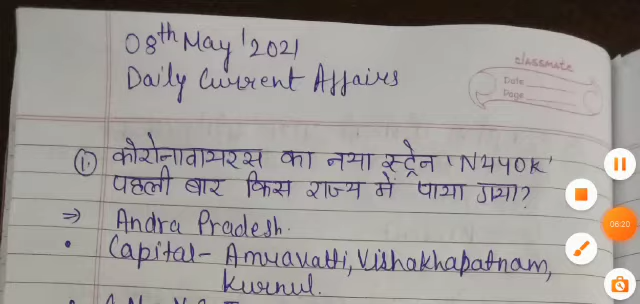 08th May' 2021
Daily Current Affairs
classmate
Date
Page
① कोरोनावायरस का नया स्ट्रेन 'N440K'
पहली बार किस राज्य में पाया गया?
⇒ Andra Pradesh.
• Capital - Amravatti, Vishakhapatnam,
Kurnul.
06:20